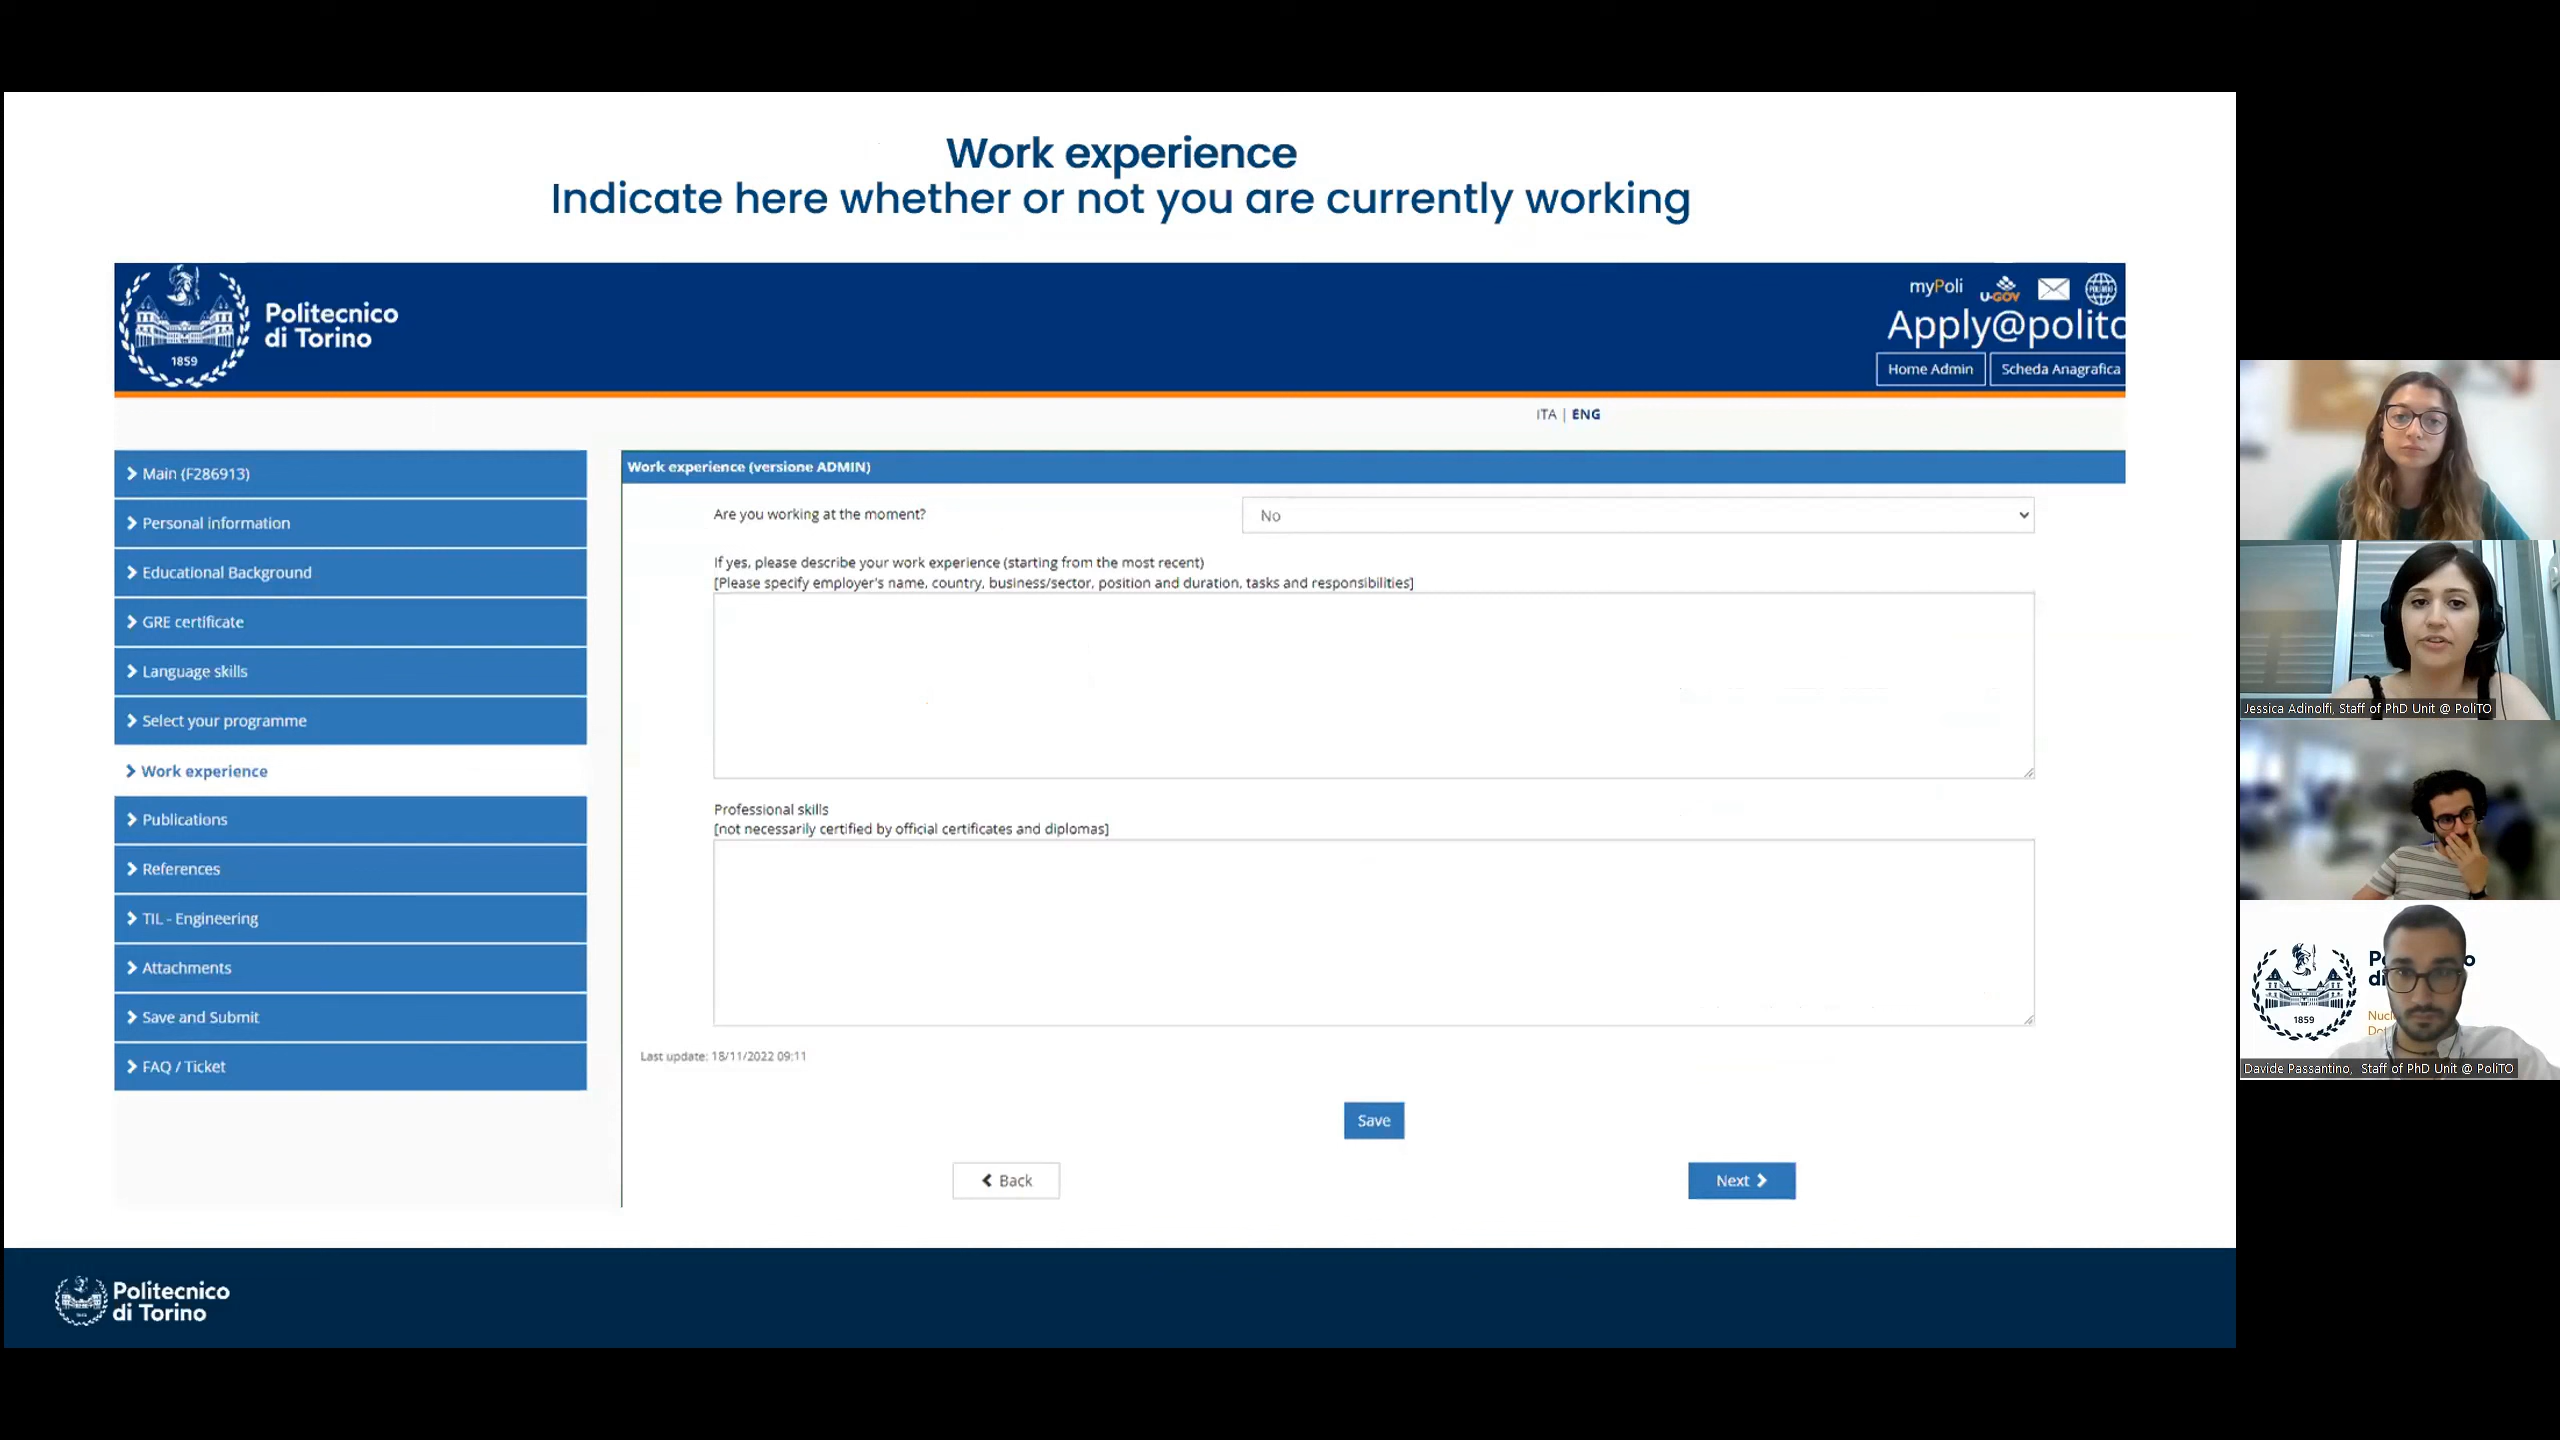 Work experience
Indicate here whether or not you are currently working
Politecnico
di Torino
1859
myPoli
U-GOV
Apply@polito
Home Admin
Scheda Anagrafica
ITA | ENG
Main (F286913)
Personal information
Educational Background
GRE certificate
Language skills
Select your programme
Work experience
Publications
References
TIL - Engineering
Attachments
Save and Submit
FAQ / Ticket
Work experience (versione ADMIN)
Are you working at the moment?
No
If yes, please describe your work experience (starting from the most recent)
[Please specify employer's name, country, business/sector, position and duration, tasks and responsibilities]
Professional skills
[not necessarily certified by official certificates and diplomas]
Last update: 18/11/2022 09:11
Save
Back
Next
Politecnico
di Torino
Jessica Adinolfi, Staff of PhD Unit @ PoliTO
1859
Davide Passantino, Staff of PhD Unit @ PoliTO